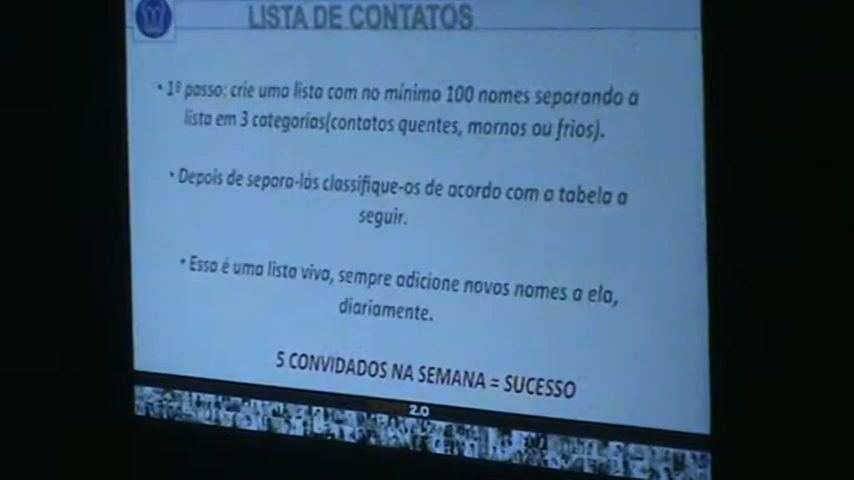 LISTA DE CONTATOS
• 1º passo: crie uma lista com no mínimo 100 nomes separando a
lista em 3 categorias(contatos quentes, mornos ou frios).
• Depois de separa-lás classifique-os de acordo com a tabela a
seguir.
• Essa é uma lista viva, sempre adicione novos nomes a ela,
diariamente.
5 CONVIDADOS NA SEMANA = SUCESSO
2.0